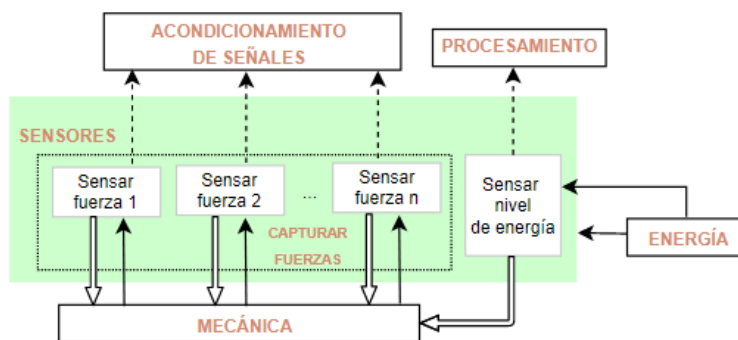 ACONDICIONAMIENTO
DE SEÑALES
PROCESAMIENTO
SENSORES
Sensar
fuerza 1
Sensar
fuerza 2
...
Sensar
fuerza n
Sensar
nivel
de energía
CAPTURAR
FUERZAS
ENERGÍA
MECÁNICA